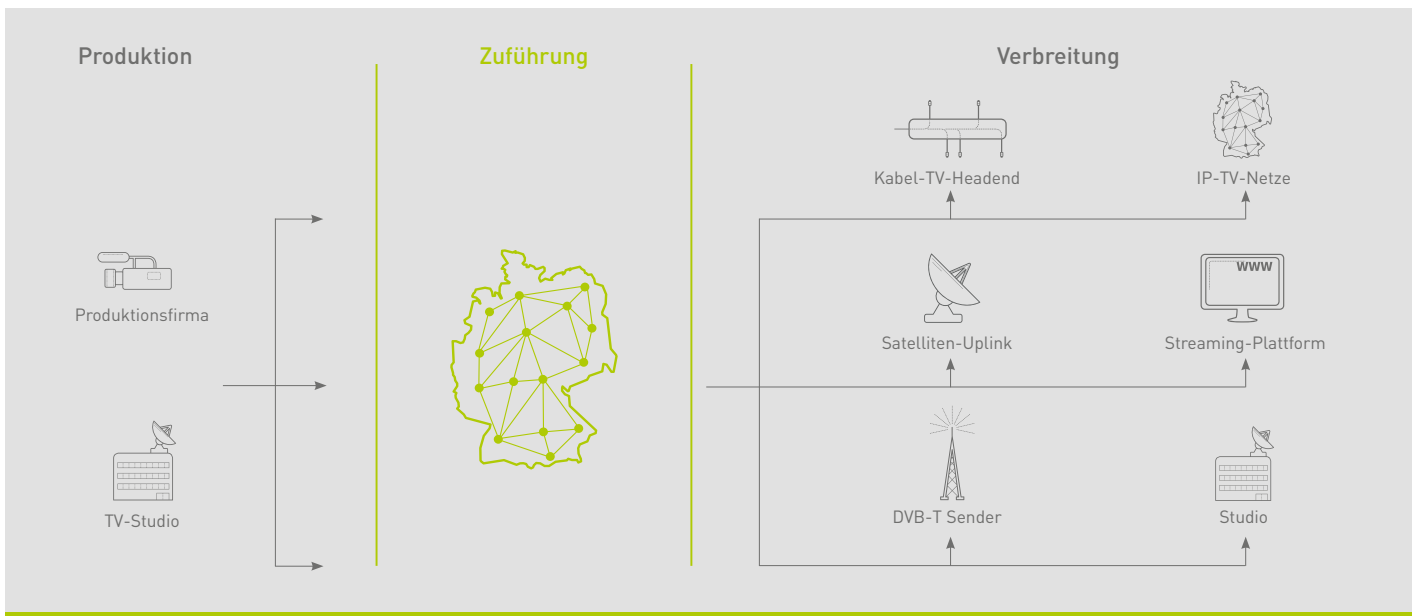 Produktion
Zuführung
Verbreitung
Kabel-TV-Headend
IP-TV-Netze
Produktionsfirma
WWW
Satelliten-Uplink
Streaming-Plattform
TV-Studio
DVB-T Sender
Studio